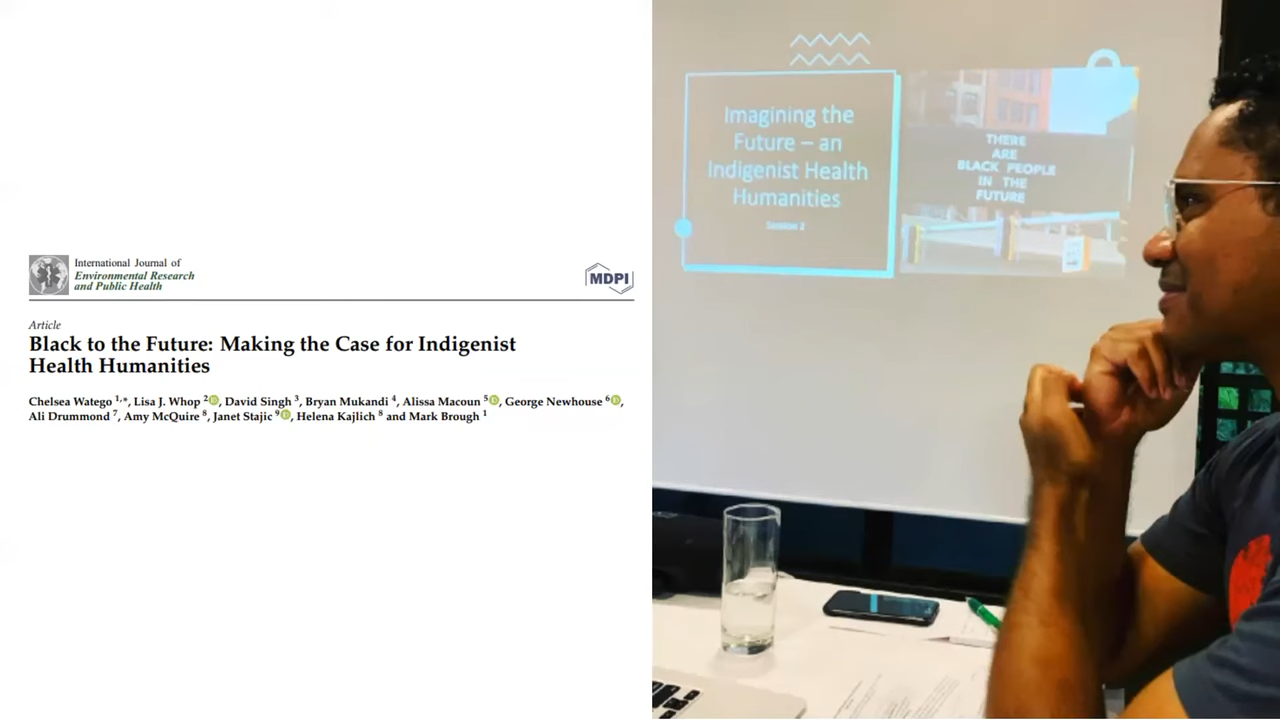 International Journal of
Environmental Research
and Public Health
MDPI
Article
Black to the Future: Making the Case for Indigenist
Health Humanities
Chelsea Watego 1,*, Lisa J. Whop 2, David Singh 3, Bryan Mukandi 4, Alissa Macoun 5, George Newhouse 6,
Ali Drummond 7, Amy McQuire 8, Janet Stajic 9, Helena Kajlich 8 and Mark Brough 1
Imagining the
Future – an
Indigenist Health
Humanities
Session 2
THERE
ARE
BLACK PEOPLE
IN THE
FUTURE